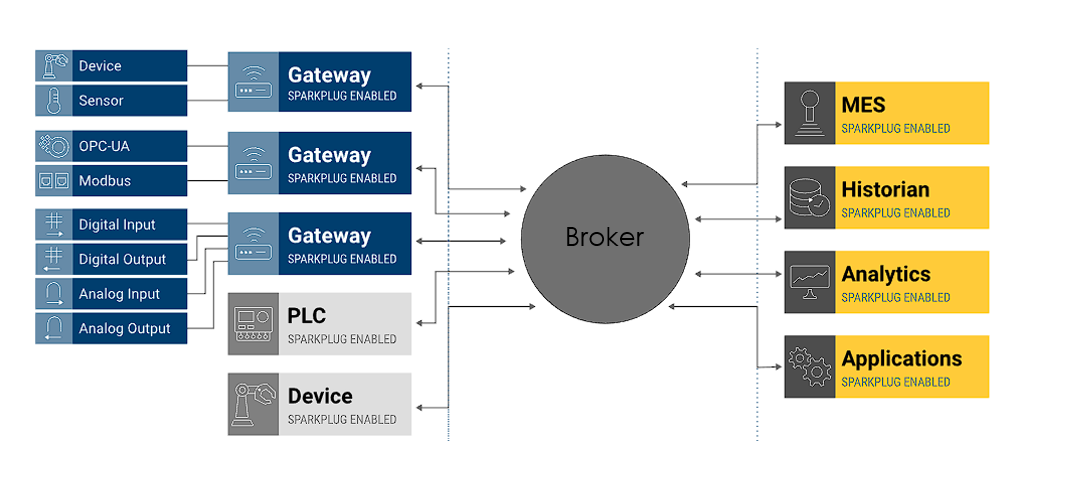 Device
Sensor
OPC-UA
Modbus
Digital Input
Digital Output
Analog Input
Analog Output
Gateway
SPARKPLUG ENABLED
Gateway
SPARKPLUG ENABLED
Gateway
SPARKPLUG ENABLED
PLC
SPARKPLUG ENABLED
Device
SPARKPLUG ENABLED
Broker
MES
SPARKPLUG ENABLED
Historian
SPARKPLUG ENABLED
Analytics
SPARKPLUG ENABLED
Applications
SPARKPLUG ENABLED